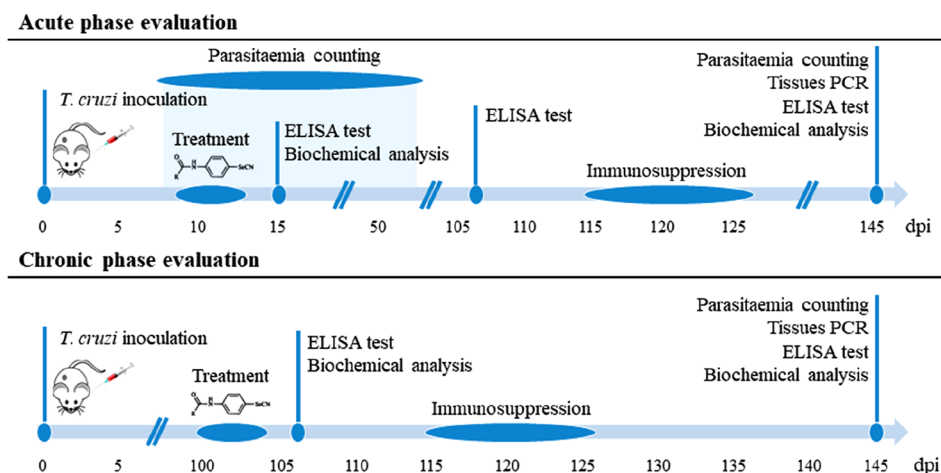 Acute phase evaluation
Parasitaemia counting
T. cruzi inoculation
Treatment
O
N
H
R
SeCN
ELISA test
Biochemical analysis
ELISA test
Immunosuppression
Parasitaemia counting
Tissues PCR
ELISA test
Biochemical analysis
0 5 10 15 50 105 110 115 120 125 145 dpi
Chronic phase evaluation
T. cruzi inoculation
Treatment
O
H
N
R
SeCN
ELISA test
Biochemical analysis
Immunosuppression
Parasitaemia counting
Tissues PCR
ELISA test
Biochemical analysis
0 5 100 105 110 115 120 125 130 135 140 145 dpi